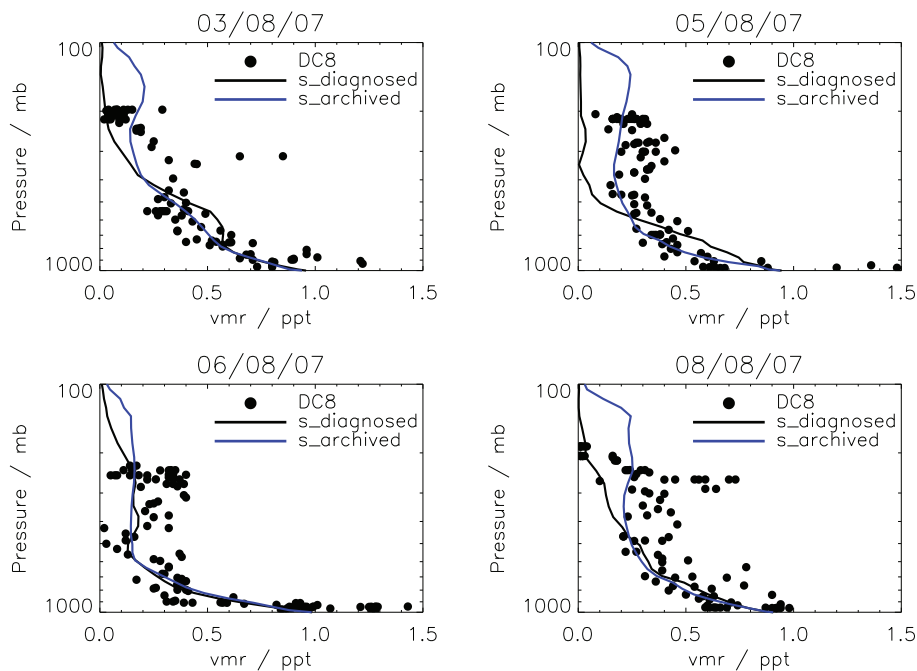 03/08/07
100
1000
Pressure / mb
DC8
s_diagnosed
s_archived
0.0 0.5 1.0 1.5
vmr / ppt
05/08/07
100
1000
Pressure / mb
DC8
s_diagnosed
s_archived
0.0 0.5 1.0 1.5
vmr / ppt
06/08/07
100
1000
Pressure / mb
DC8
s_diagnosed
s_archived
0.0 0.5 1.0 1.5
vmr / ppt
08/08/07
100
1000
Pressure / mb
DC8
s_diagnosed
s_archived
0.0 0.5 1.0 1.5
vmr / ppt